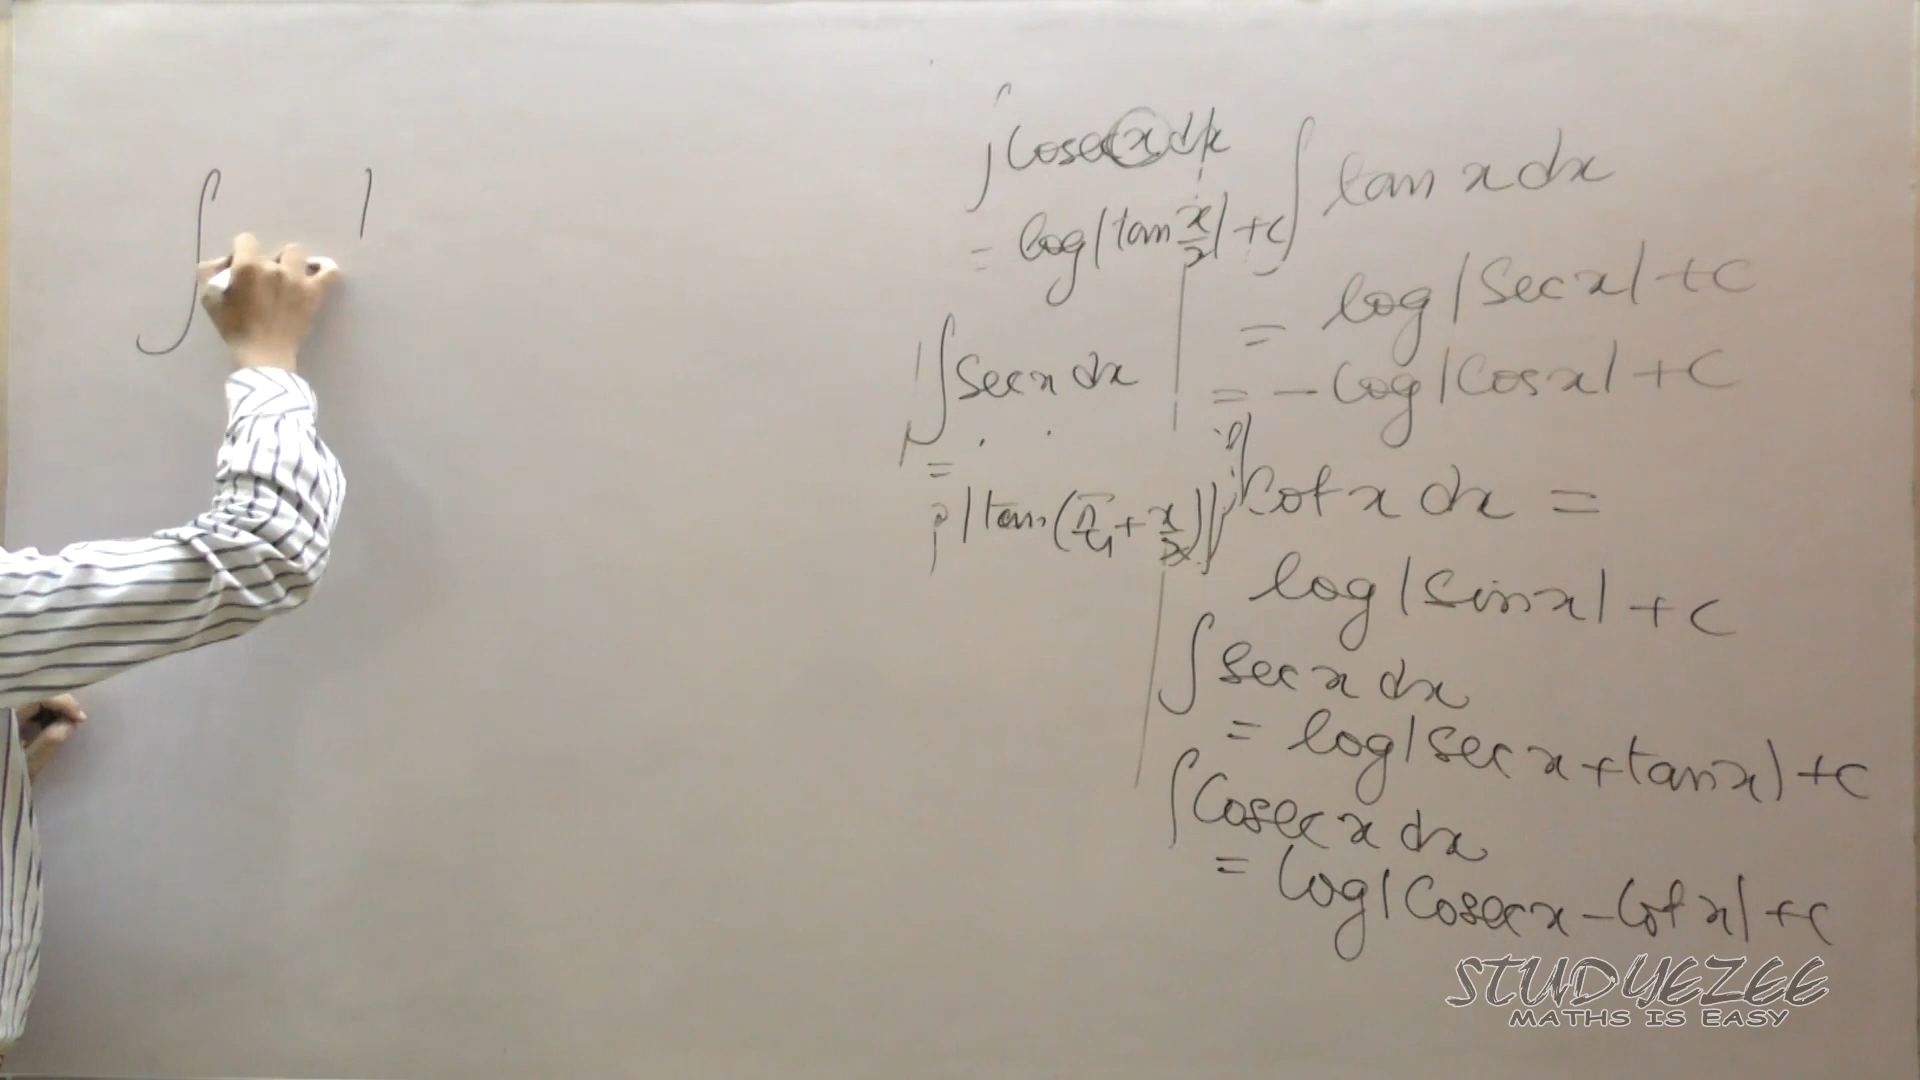 ∫ 1
∫ Cosec x dx
= log|tan x/2| + c
∫ Sec x dx
=
|tan(π/4 + x/2)|
∫ tan x dx
= log|Sec x| + c
= - log|Cos x| + c
∫ Cot x dx =
log|Sin x| + c
∫ Sec x dx
= log|Sec x + tan x| + c
∫ Cosec x dx
= log|Cosec x - Cot x| + c
STUDYEZEE
MATHS IS EASY